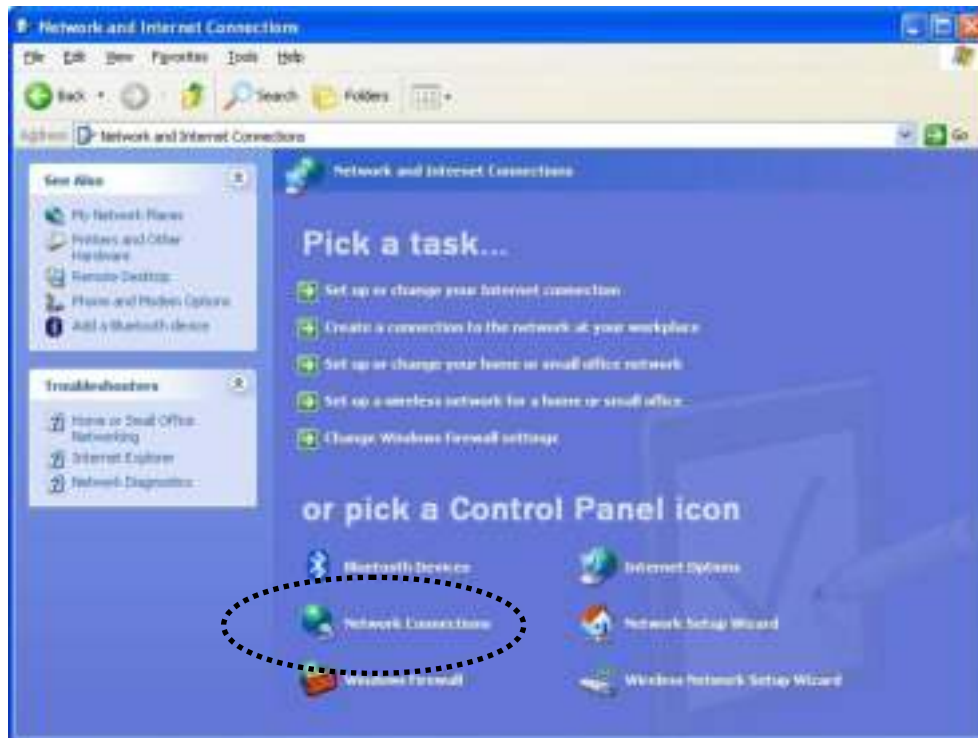 Network and Internet Connections
File Edit View Favorites Tools Help
Back Search Folders
Address Network and Internet Connections Go
See Also
My Network Places
Printers and Other
Hardware
Remote Desktop
Phone and Modem Options
Add a Bluetooth device
Troubleshooters
Home or Small Office
Networking
Internet Explorer
Network Diagnostics
Network and Internet Connections
Pick a task...
Set up or change your Internet connection
Create a connection to the network at your workplace
Set up or change your home or small office network
Set up a wireless network for a home or small office
Change Windows Firewall settings
or pick a Control Panel icon
Bluetooth Devices
Internet Options
Network Connections
Network Setup Wizard
Windows Firewall
Wireless Network Setup Wizard